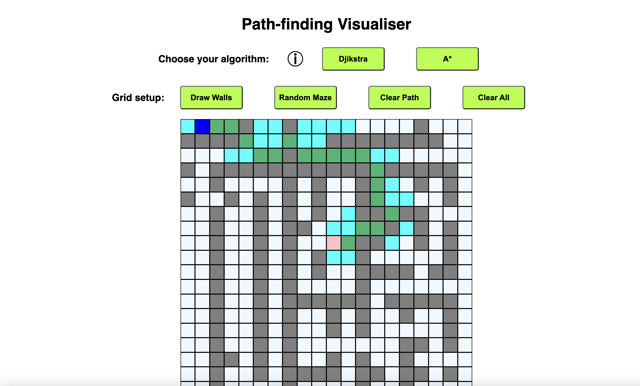 Path-finding Visualiser
Choose your algorithm: ⓘ Djikstra A*
Grid setup: Draw Walls Random Maze Clear Path Clear All